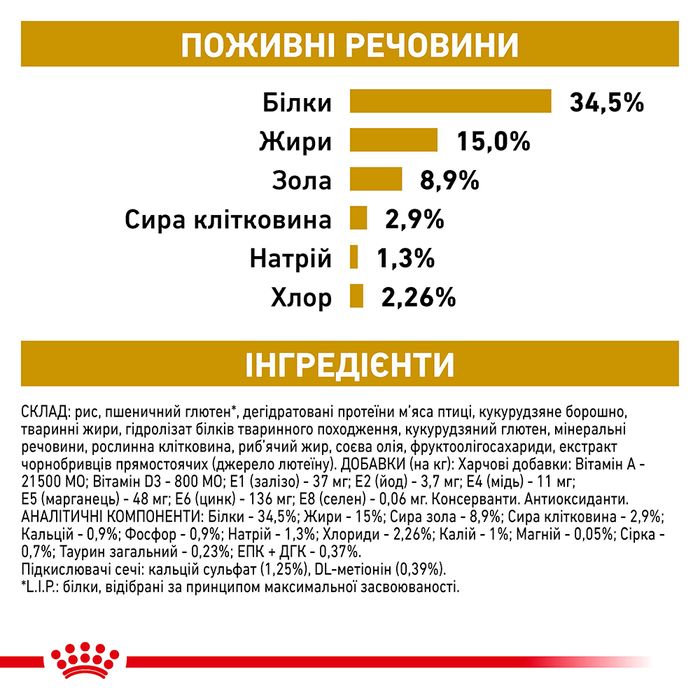 ПОЖИВНІ РЕЧОВИНИ
Білки 34,5%
Жири 15,0%
Зола 8,9%
Сира клітковина 2,9%
Натрій 1,3%
Хлор 2,26%
ІНГРЕДІЄНТИ
СКЛАД: рис, пшеничний глютен*, дегідратовані протеїни м’яса птиці, кукурудзяне борошно,
тваринні жири, гідролізат білків тваринного походження, кукурудзяний глютен, мінеральні
речовини, рослинна клітковина, риб’ячий жир, соєва олія, фруктоолігосахариди, екстракт
чорнобривців прямостоячих (джерело лютеїну). ДОБАВКИ (на кг): Харчові добавки: Вітамін А -
21500 МО; Вітамін D3 - 800 МО; Е1 (залізо) - 37 мг; Е2 (йод) - 3,7 мг; Е4 (мідь) - 11 мг;
Е5 (марганець) - 48 мг; Е6 (цинк) - 136 мг; Е8 (селен) - 0,06 мг. Консерванти. Антиоксиданти.
АНАЛІТИЧНІ КОМПОНЕНТИ: Білки - 34,5%; Жири - 15%; Сира зола - 8,9%; Сира клітковина - 2,9%;
Кальцій - 0,9%; Фосфор - 0,9%; Натрій - 1,3%; Хлориди - 2,26%; Калій - 1%; Магній - 0,05%; Сірка -
0,7%; Таурин загальний - 0,23%; ЕПК + ДГК - 0,37%.
Підкислювачі сечі: кальцій сульфат (1,25%), DL-метіонін (0,39%).
*L.I.P.: білки, відібрані за принципом максимальної засвоюваності.